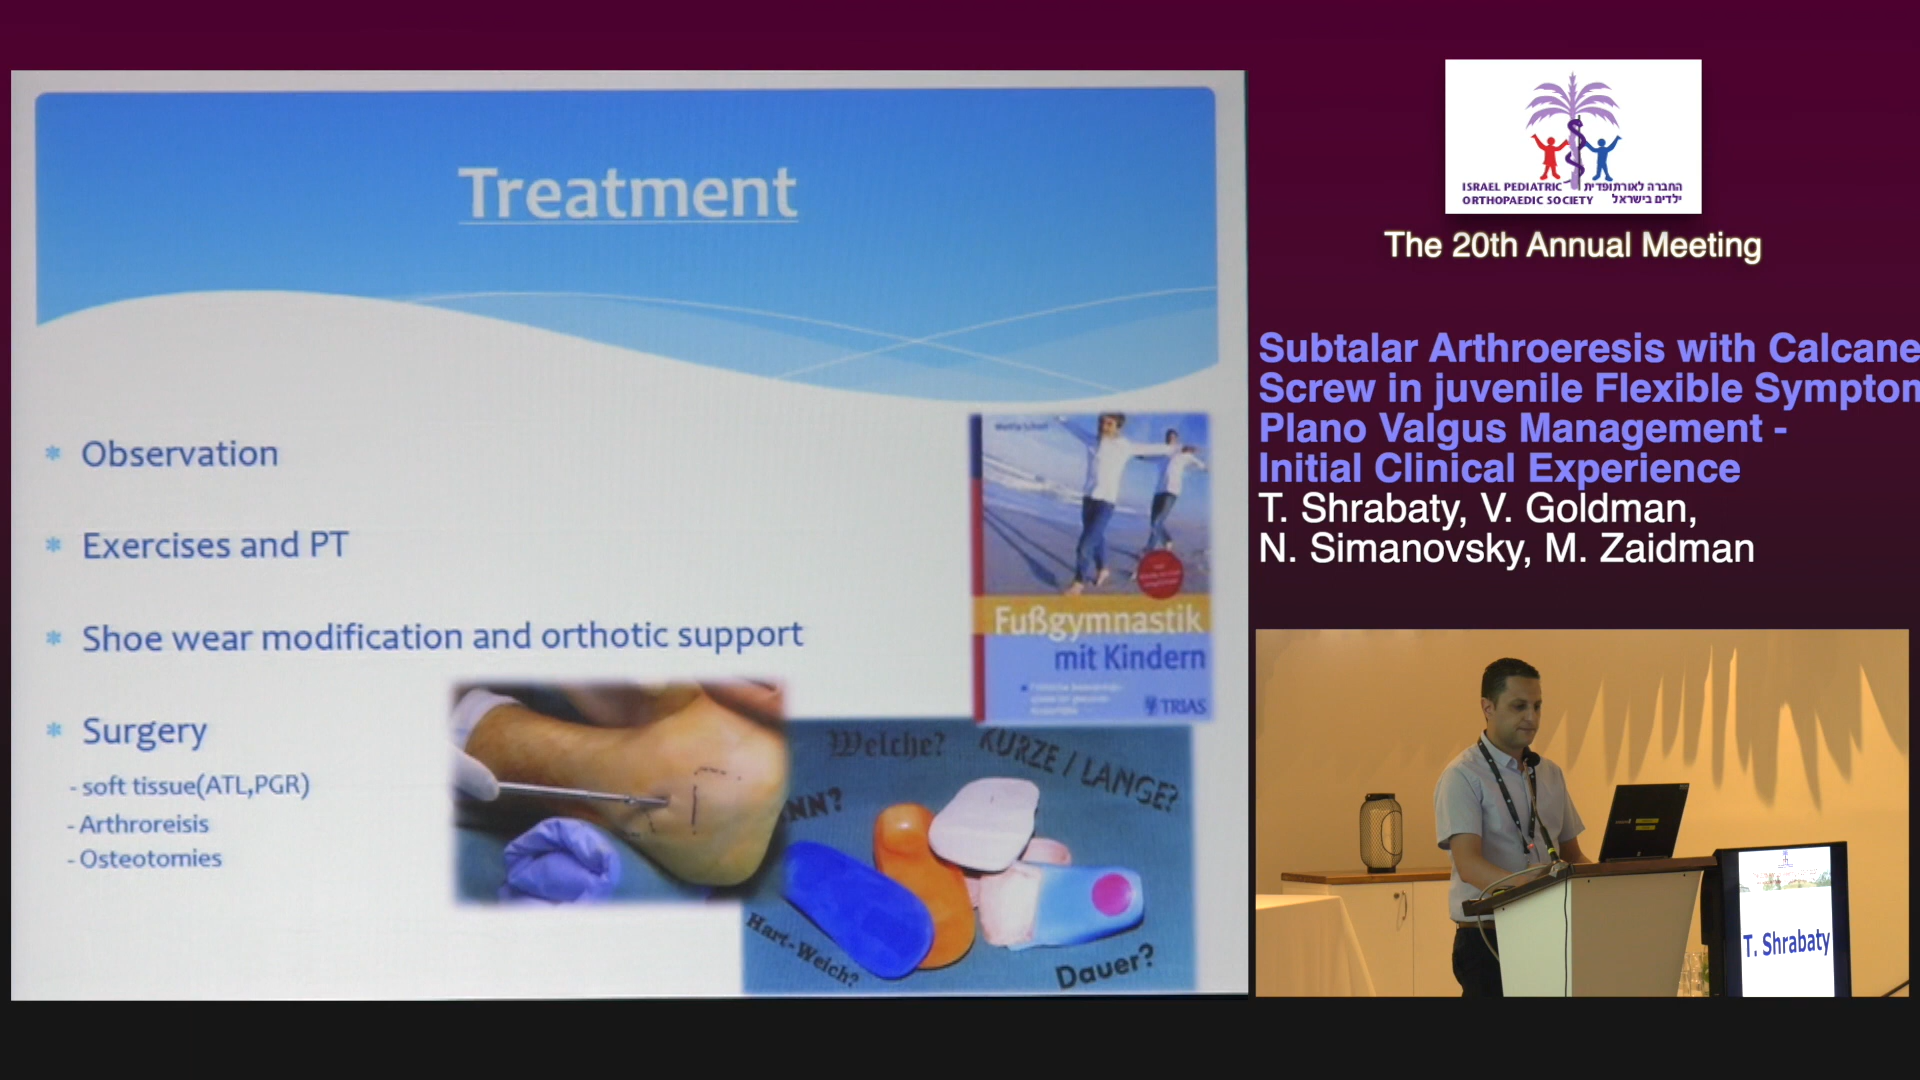 Treatment
* Observation
* Exercises and PT
* Shoe wear modification and orthotic support
* Surgery
- soft tissue(ATL,PGR)
- Arthroreisis
- Osteotomies
Fußgymnastik
mit Kindern
TRIAS
Welche?
KURZE / LANGE?
Hart-Weich?
Dauer?
ISRAEL PEDIATRIC
ORTHOPAEDIC SOCIETY
החברה לאורתופדית
ילדים בישראל
The 20th Annual Meeting
Subtalar Arthroeresis with Calcane
Screw in juvenile Flexible Sympton
Plano Valgus Management -
Initial Clinical Experience
T. Shrabaty, V. Goldman,
N. Simanovsky, M. Zaidman
T. Shrabaty